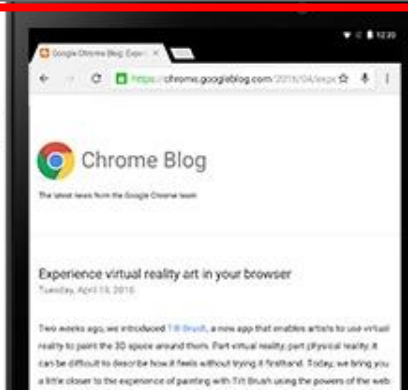 12:30
Google Chrome Blog: Exper
https://chrome.googleblog.com/2016/04/expe
Chrome Blog
The latest news from the Google Chrome team
Experience virtual reality art in your browser
Tuesday, April 19, 2016
Two weeks ago, we introduced Tilt Brush, a new app that enables artists to use virtual
reality to paint the 3D space around them. Part virtual reality, part physical reality, it
can be difficult to describe how it feels without trying it firsthand. Today, we bring you
a little closer to the experience of painting with Tilt Brush using the powers of the web